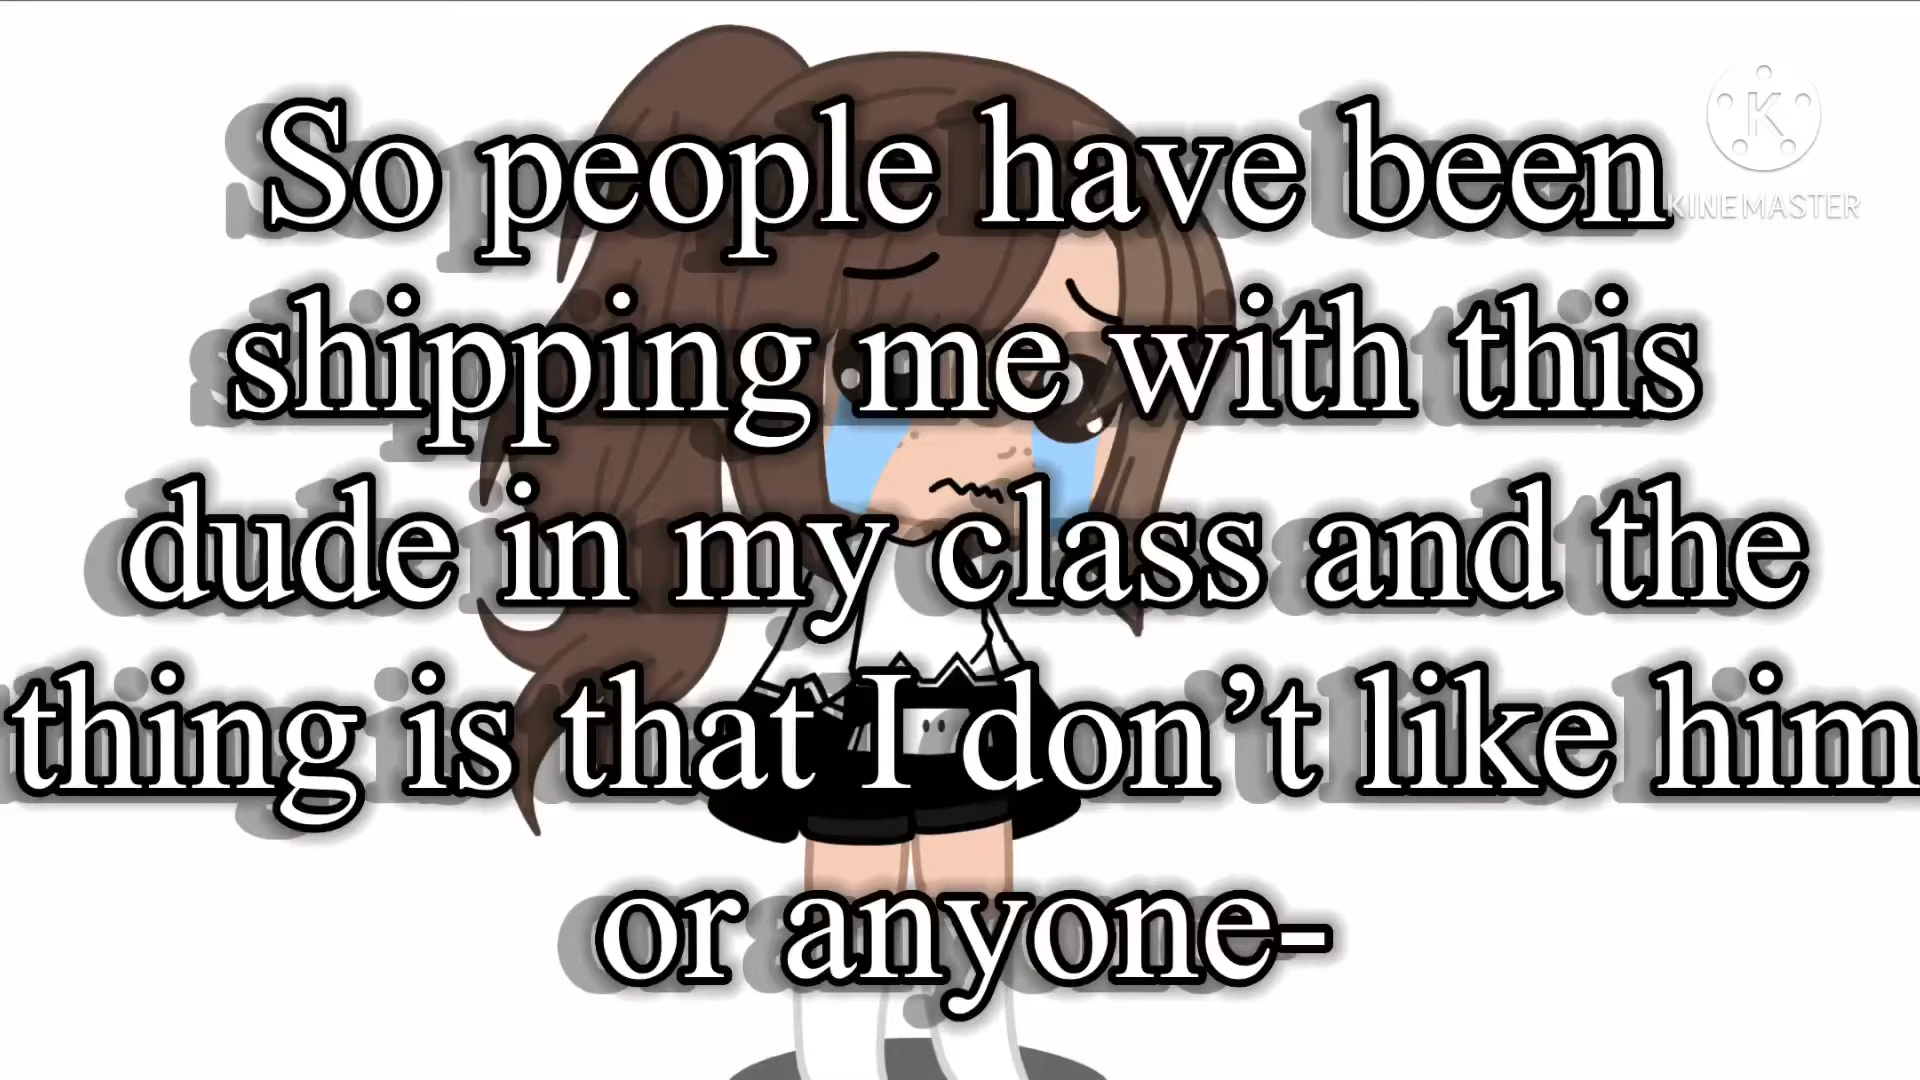 So people have been
KINEMASTER
shipping me with this
dude in my class and the
thing is that I don’t like him
or anyone-